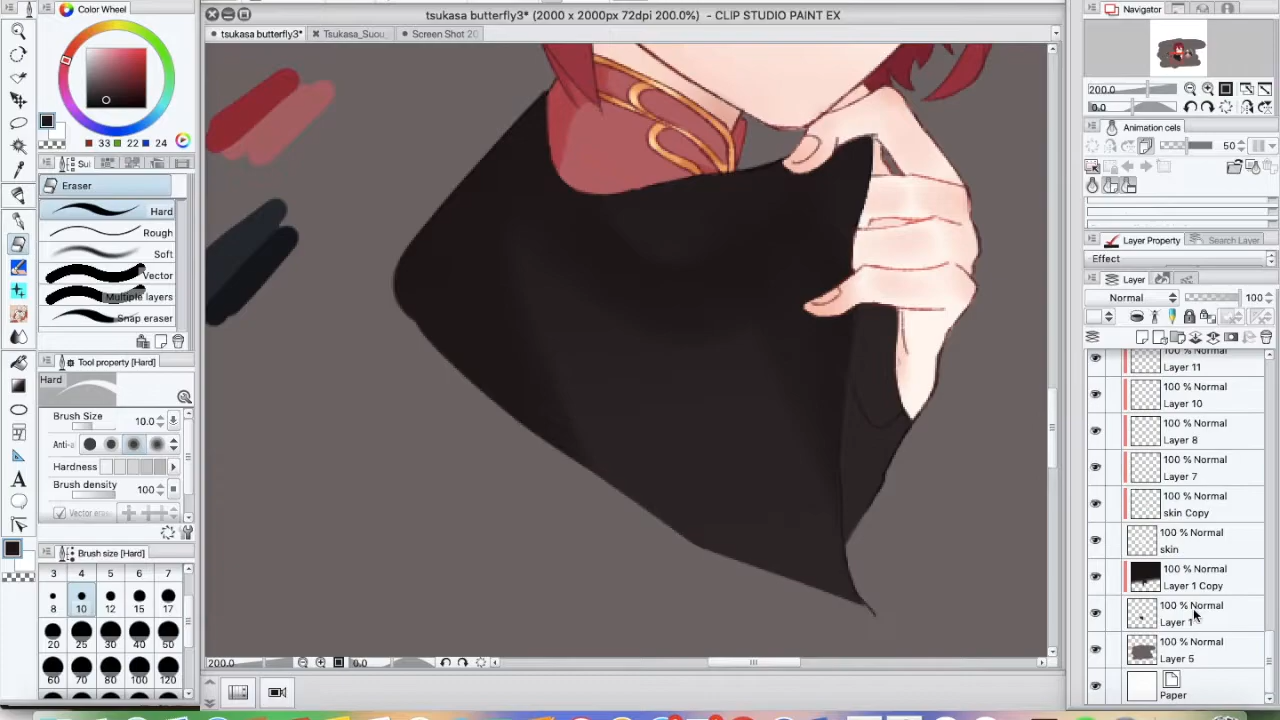 Color Wheel
33 22 24
Sul
Eraser
Hard
Rough
Soft
Vector
Multiple layers
Snap eraser
Tool property [Hard]
Hard
Brush Size
10.0
Anti-a
Hardness
Brush density
100
Vector era
Brush size [Hard]
3 4 5 6 7
8 10 12 15 17
20 25 30 40 50
60 70 80 100 120
tsukasa butterfly3* (2000 x 2000px 72dpi 200.0%) - CLIP STUDIO PAINT EX
tsukasa butterfly3*
Tsukasa_Suou_
Screen Shot 20
200.0
0.0
Navigator
200.0
0.0
Animation cels
50
Layer Property
Search Layer
Effect
Layer
Normal
100
100 % Normal
Layer 11
100 % Normal
Layer 10
100 % Normal
Layer 8
100 % Normal
Layer 7
100 % Normal
skin Copy
100 % Normal
skin
100 % Normal
Layer 1 Copy
100 % Normal
Layer 1
100 % Normal
Layer 5
Paper